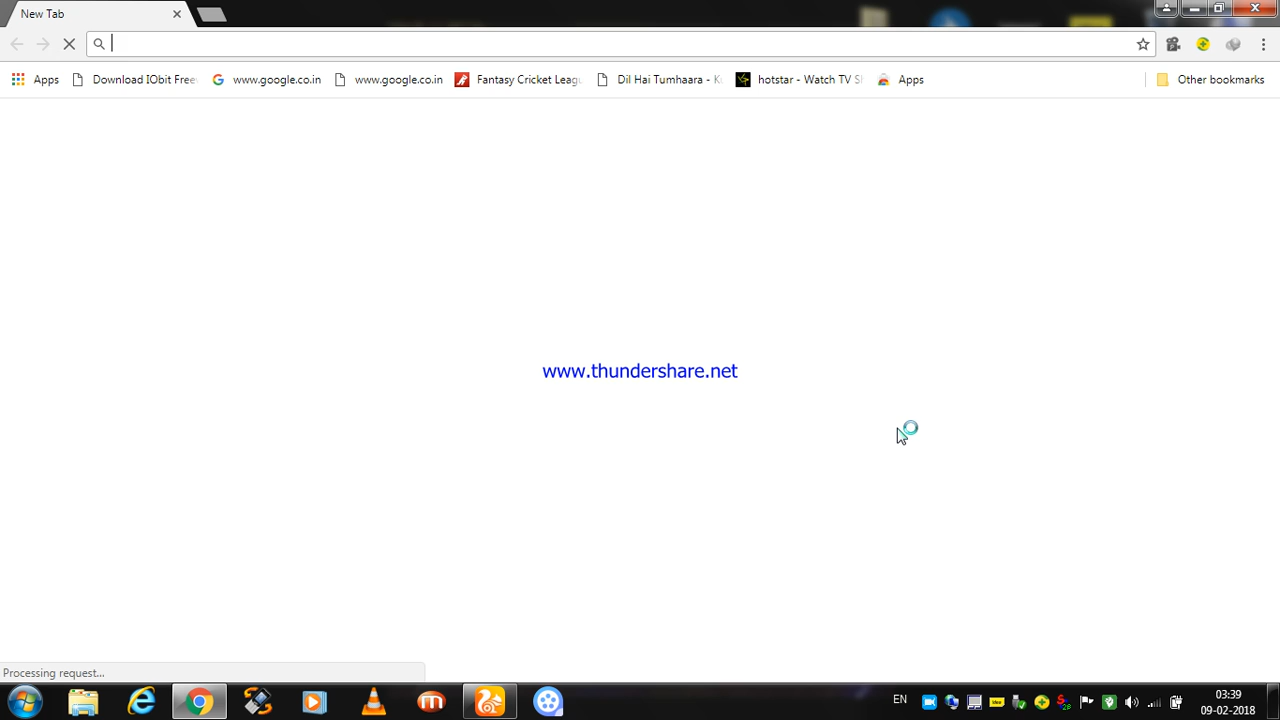 New Tab
Apps Download IObit Free www.google.co.in www.google.co.in Fantasy Cricket Leagu Dil Hai Tumhaara - K hotstar - Watch TV S Apps Other bookmarks
www.thundershare.net
Processing request...
EN 03:39
09-02-2018